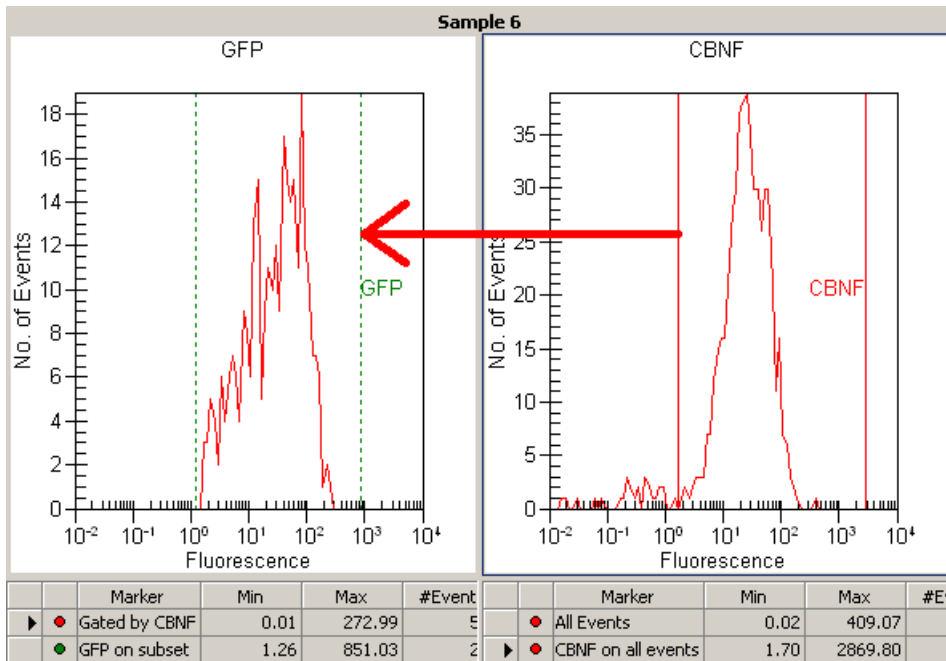 Sample 6
GFP
18
16
14
12
10
8
6
4
2
0
No. of Events
GFP
10⁻² 10⁻¹ 10⁰ 10¹ 10² 10³ 10⁴
Fluorescence
Marker Min Max #Event
Gated by CBNF 0.01 272.99 5
GFP on subset 1.26 851.03 2
CBNF
35
30
25
20
15
10
5
0
No. of Events
CBNF
10⁻² 10⁻¹ 10⁰ 10¹ 10² 10³ 10⁴
Fluorescence
Marker Min Max #E
All Events 0.02 409.07
CBNF on all events 1.70 2869.80